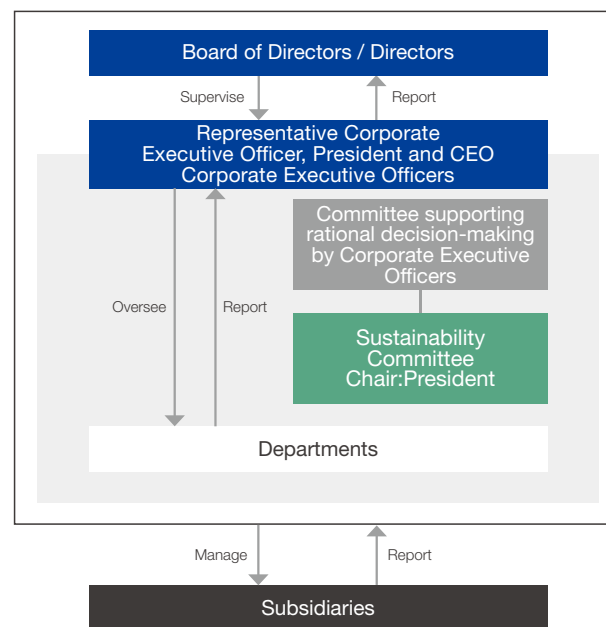 Board of Directors / Directors
Supervise
Report
Representative Corporate
Executive Officer, President and CEO
Corporate Executive Officers
Committee supporting
rational decision-making
by Corporate Executive
Officers
Oversee
Report
Sustainability
Committee
Chair:President
Departments
Manage
Report
Subsidiaries